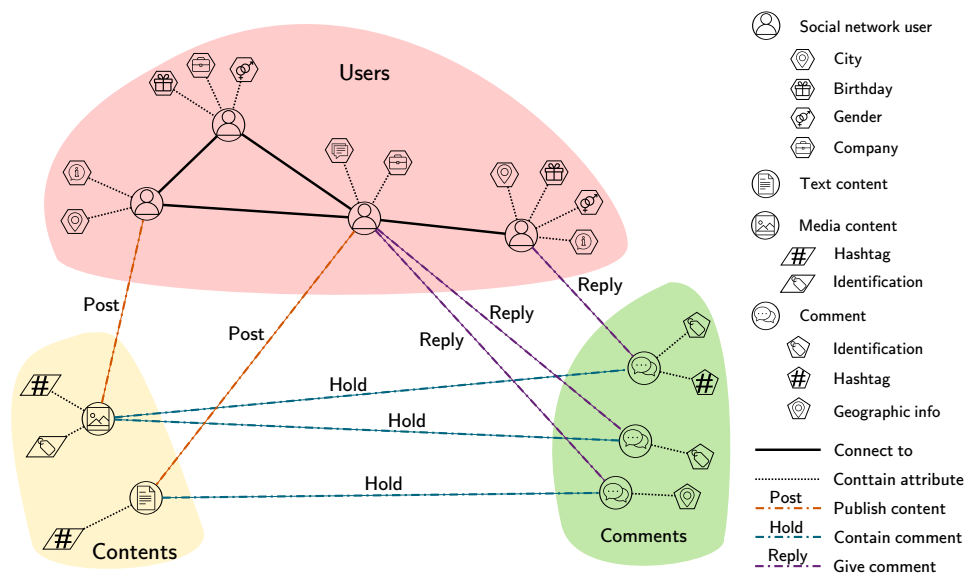 Users
Post
Post
Reply
Reply
Reply
Hold
Hold
Hold
#
#
#
Contents
Comments
Social network user
City
Birthday
Gender
Company
Text content
Media content
# Hashtag
Identification
Comment
Identification
# Hashtag
Geographic info
Connect to
Conttain attribute
Post Publish content
Hold Contain comment
Reply Give comment